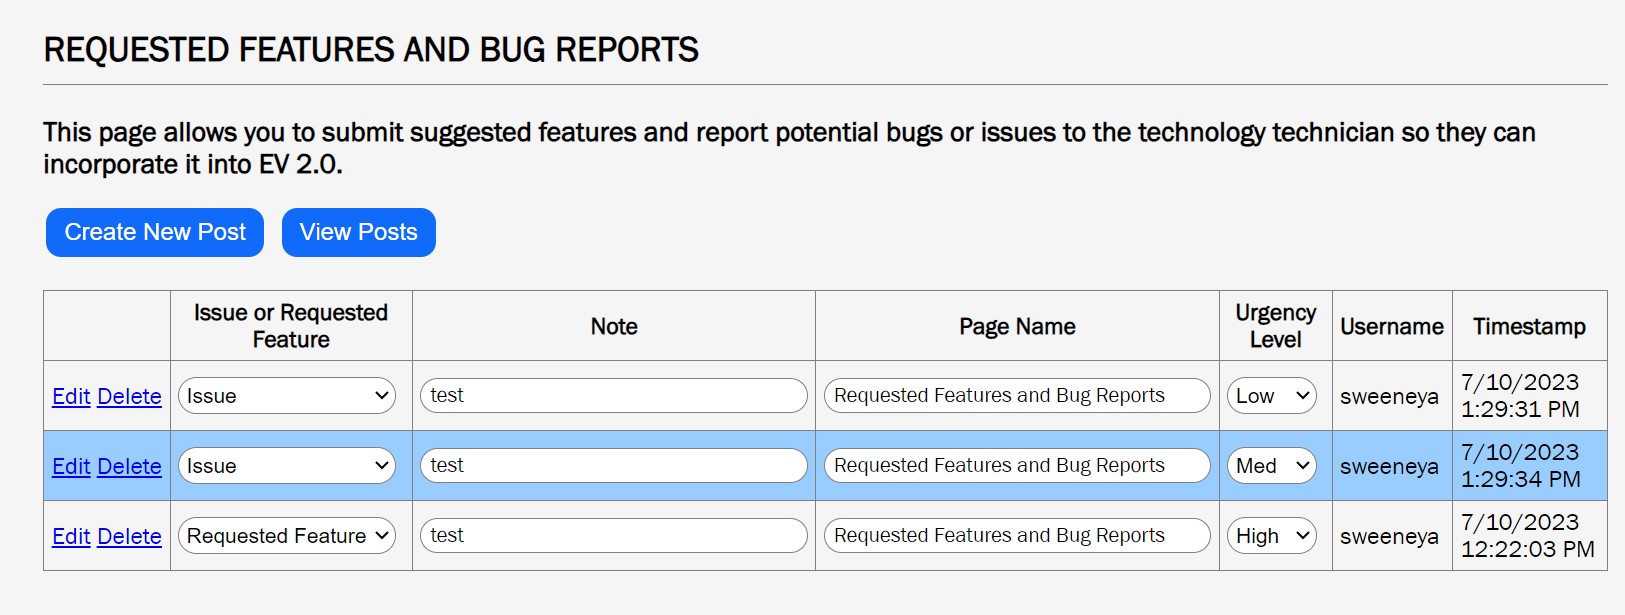 REQUESTED FEATURES AND BUG REPORTS
This page allows you to submit suggested features and report potential bugs or issues to the technology technician so they can
incorporate it into EV 2.0.
Create New Post View Posts
Issue or Requested
Feature
Note
Page Name
Urgency
Level
Username
Timestamp
Edit Delete
Issue
test
Requested Features and Bug Reports
Low
sweeneya
7/10/2023
1:29:31 PM
Edit Delete
Issue
test
Requested Features and Bug Reports
Med
sweeneya
7/10/2023
1:29:34 PM
Edit Delete
Requested Feature
test
Requested Features and Bug Reports
High
sweeneya
7/10/2023
12:22:03 PM